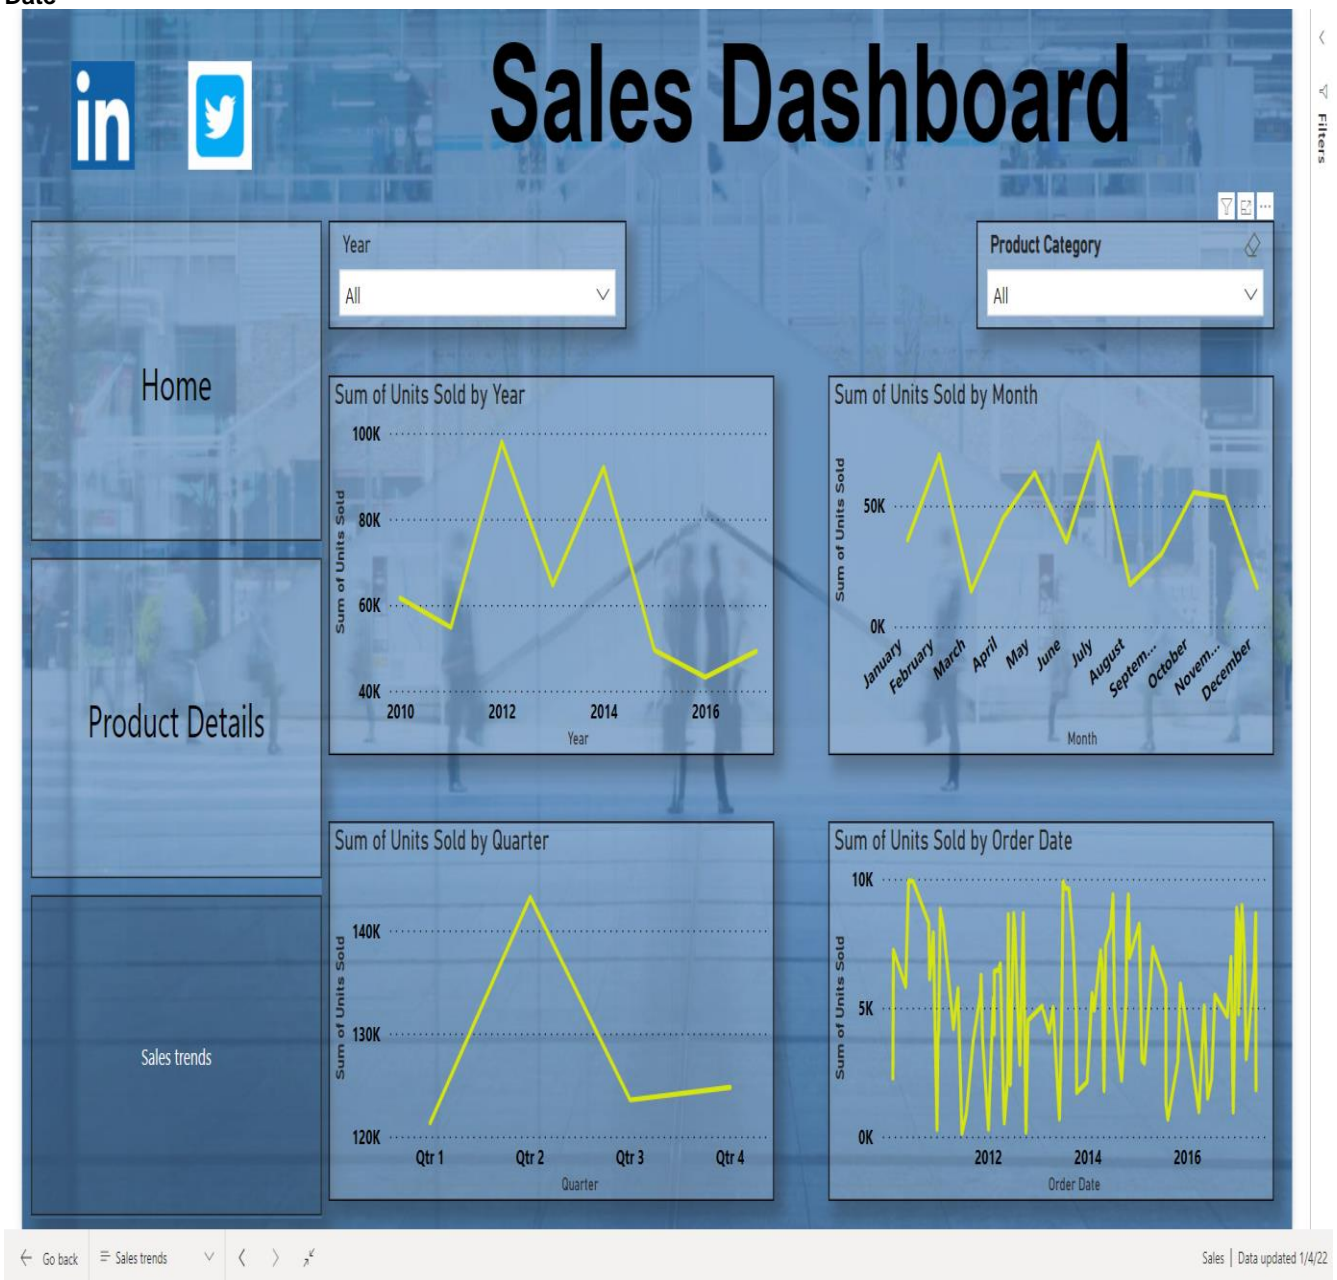 Date
in
Sales Dashboard
Filters
Year
All
Product Category
All
Home
Product Details
Sales trends
Sum of Units Sold by Year
Sum of Units Sold
100K
80K
60K
40K
2010 2012 2014 2016
Year
Sum of Units Sold by Month
Sum of Units Sold
50K
0K
January February March April May June July August Septem... October Novem... December
Month
Sum of Units Sold by Quarter
Sum of Units Sold
140K
130K
120K
Qtr 1 Qtr 2 Qtr 3 Qtr 4
Quarter
Sum of Units Sold by Order Date
Sum of Units Sold
10K
5K
0K
2012 2014 2016
Order Date
Go back Sales trends
Sales | Data updated 1/4/22